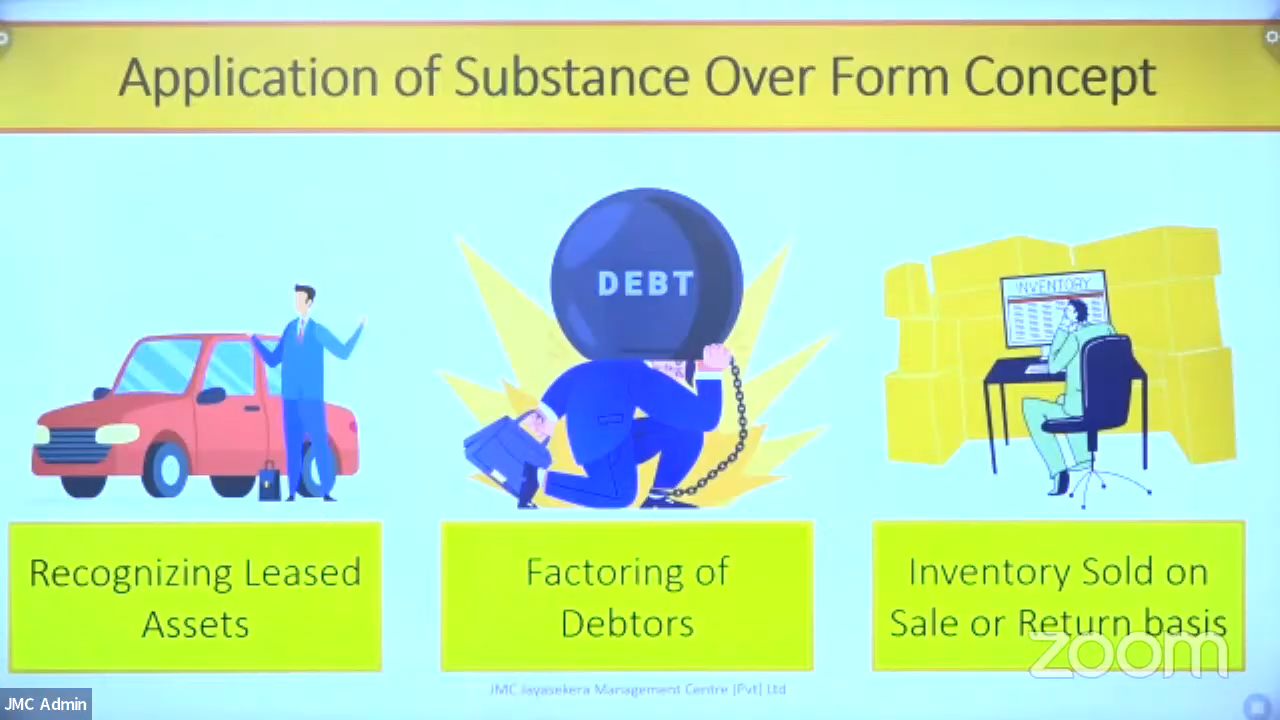 Application of Substance Over Form Concept
DEBT
INVENTORY
Recognizing Leased
Assets
Factoring of
Debtors
Inventory Sold on
Sale or Return basis
zoom
JMC Jayasekera Management Centre (Pvt) Ltd
JMC Admin